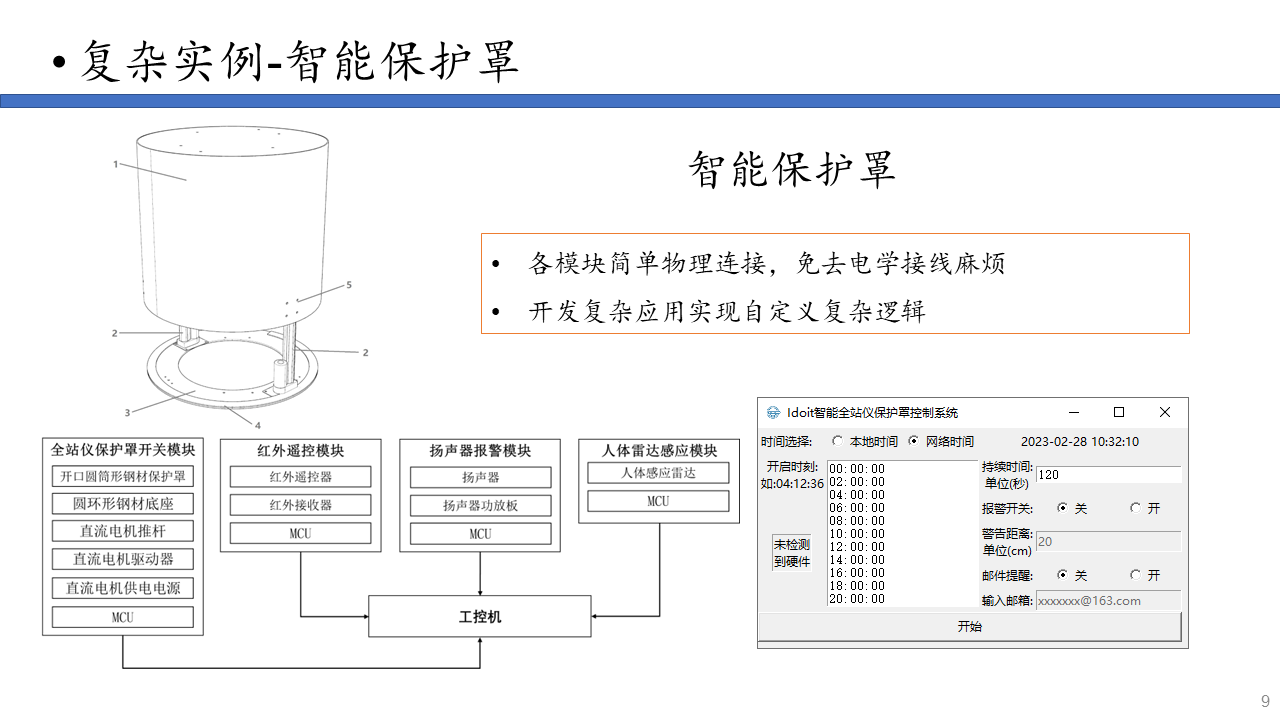 • 复杂实例-智能保护罩
1
5
2
2
3
4
智能保护罩
• 各模块简单物理连接，免去电学接线麻烦
• 开发复杂应用实现自定义复杂逻辑
全站仪保护罩开关模块
开口圆筒形钢材保护罩
圆环形钢材底座
直流电机推杆
直流电机驱动器
直流电机供电电源
MCU
红外遥控模块
红外遥控器
红外接收器
MCU
扬声器报警模块
扬声器
扬声器功放板
MCU
人体雷达感应模块
人体感应雷达
MCU
工控机
Idoit智能全站仪保护罩控制系统
时间选择: 本地时间 网络时间 2023-02-28 10:32:10
开启时刻:
如:04:12:36
未检测
到硬件
00:00:00
02:00:00
04:00:00
06:00:00
08:00:00
10:00:00
12:00:00
14:00:00
16:00:00
18:00:00
20:00:00
持续时间:
单位(秒)
120
报警开关: 关 开
警告距离:
单位(cm)
20
邮件提醒: 关 开
输入邮箱: xxxxxxx@163.com
开始
9